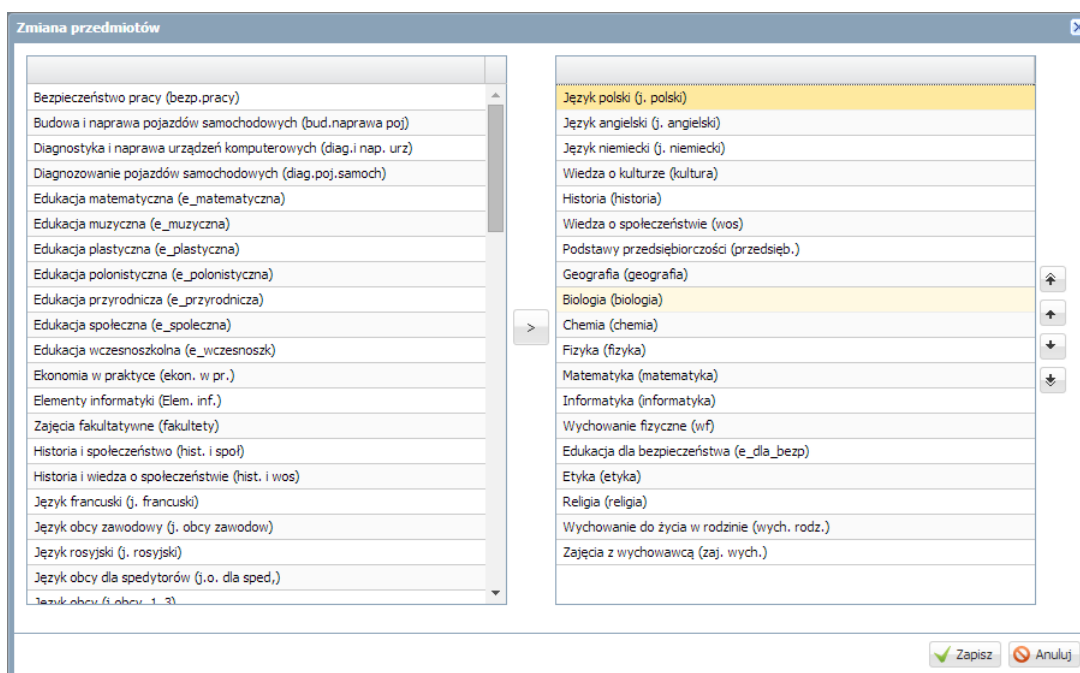 Zmiana przedmiotów
Bezpieczeństwo pracy (bezp.pracy)
Budowa i naprawa pojazdów samochodowych (bud.naprawa poj)
Diagnostyka i naprawa urządzeń komputerowych (diag.i nap. urz)
Diagnozowanie pojazdów samochodowych (diag.poj.samoch)
Edukacja matematyczna (e_matematyczna)
Edukacja muzyczna (e_muzyczna)
Edukacja plastyczna (e_plastyczna)
Edukacja polonistyczna (e_polonistyczna)
Edukacja przyrodnicza (e_przyrodnicza)
Edukacja społeczna (e_spoleczna)
Edukacja wczesnoszkolna (e_wczesnoszk)
Ekonomia w praktyce (ekon. w pr.)
Elementy informatyki (Elem. inf.)
Zajęcia fakultatywne (fakultety)
Historia i społeczeństwo (hist. i społ)
Historia i wiedza o społeczeństwie (hist. i wos)
Język francuski (j. francuski)
Język obcy zawodowy (j. obcy zawodow)
Język rosyjski (j. rosyjski)
Język obcy dla spedytorów (j.o. dla sped,)
Język obcy (j.obcy, 1, 3)
>
Język polski (j. polski)
Język angielski (j. angielski)
Język niemiecki (j. niemiecki)
Wiedza o kulturze (kultura)
Historia (historia)
Wiedza o społeczeństwie (wos)
Podstawy przedsiębiorczości (przedsięb.)
Geografia (geografia)
Biologia (biologia)
Chemia (chemia)
Fizyka (fizyka)
Matematyka (matematyka)
Informatyka (informatyka)
Wychowanie fizyczne (wf)
Edukacja dla bezpieczeństwa (e_dla_bezp)
Etyka (etyka)
Religia (religia)
Wychowanie do życia w rodzinie (wych. rodz.)
Zajęcia z wychowawcą (zaj. wych.)
Zapisz
Anuluj